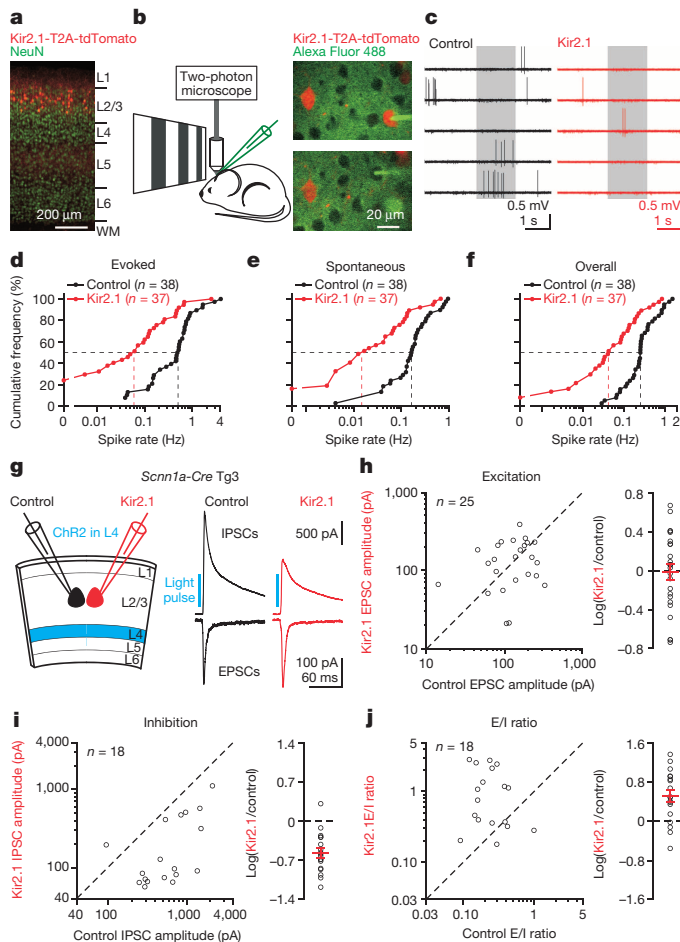 a
Kir2.1-T2A-tdTomato
NeuN
L1
L2/3
L4
L5
L6
WM
200 μm
b
Two-photon
microscope
Kir2.1-T2A-tdTomato
Alexa Fluor 488
20 μm
c
Control
Kir2.1
0.5 mV
1 s
0.5 mV
1 s
d
Evoked
Control (n = 38)
Kir2.1 (n = 37)
Cumulative frequency (%)
100
80
60
40
20
0
0
0.01
0.1
1
4
Spike rate (Hz)
e
Spontaneous
Control (n = 38)
Kir2.1 (n = 37)
0
0.01
0.1
1
Spike rate (Hz)
f
Overall
Control (n = 38)
Kir2.1 (n = 37)
0
0.01
0.1
1 2
Spike rate (Hz)
g
Scnn1a-Cre Tg3
Control
Kir2.1
ChR2 in L4
L1
L2/3
L4
L5
L6
Control
Kir2.1
IPSCs
500 pA
Light
pulse
EPSCs
100 pA
60 ms
h
Excitation
n = 25
Kir2.1 EPSC amplitude (pA)
1,000
100
10
10
100
1,000
Control EPSC amplitude (pA)
Log(Kir2.1/control)
0.8
0.4
0
–0.4
–0.8
i
Inhibition
n = 18
Kir2.1 IPSC amplitude (pA)
4,000
1,000
100
40
40
100
1,000
4,000
Control IPSC amplitude (pA)
Log(Kir2.1/control)
1.4
0.7
0
–0.7
–1.4
j
E/I ratio
n = 18
Kir2.1E/I ratio
5
1
0.10
0.03
0.03
0.10
1
5
Control E/I ratio
Log(Kir2.1/control)
1.6
0.8
0
–0.8
–1.6